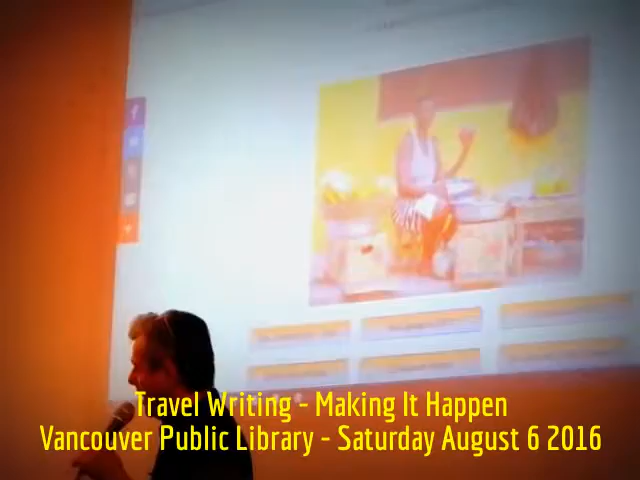 Travel Writing - Making It Happen
Vancouver Public Library - Saturday August 6 2016